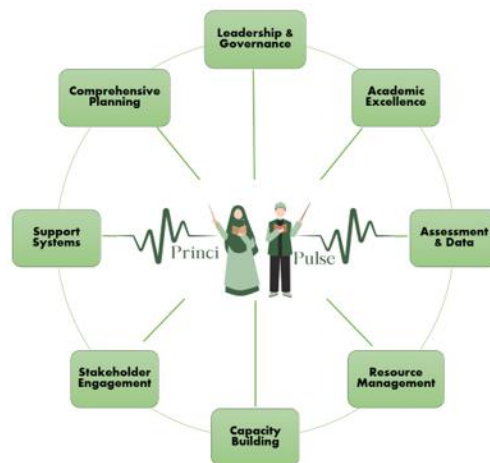 Leadership &
Governance
Comprehensive
Planning
Academic
Excellence
Support
Systems
Princi
Pulse
Assessment
& Data
Stakeholder
Engagement
Resource
Management
Capacity
Building